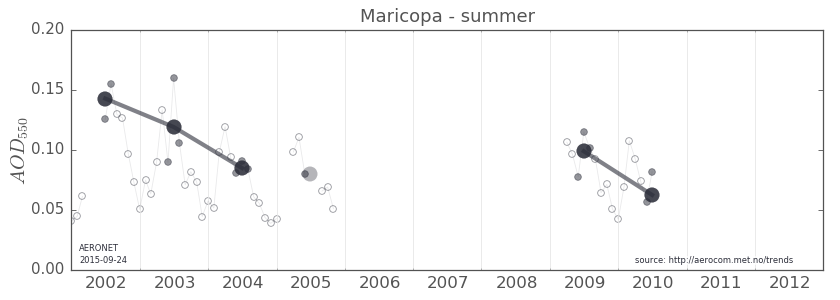 Maricopa - summer
0.20
0.15
0.10
0.05
0.00
AOD550
AERONET
2015-09-24
source: http://aerocom.met.no/trends
2002 2003 2004 2005 2006 2007 2008 2009 2010 2011 2012